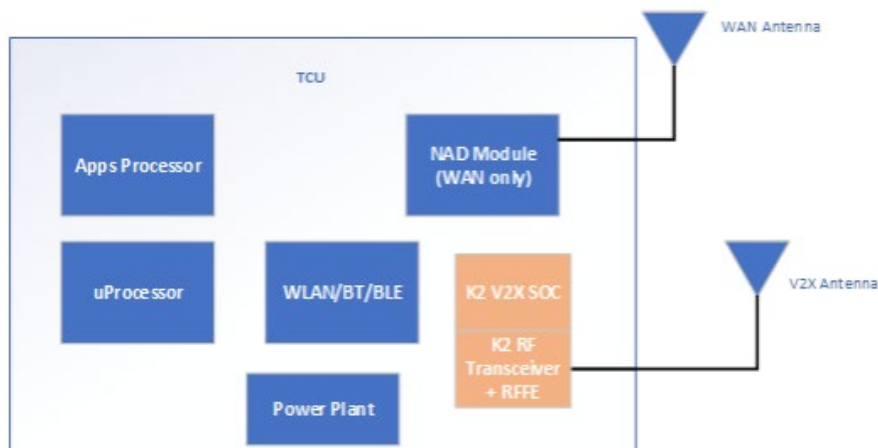 WAN Antenna
TCU
Apps Processor
NAD Module
(WAN only)
uProcessor
WLAN/BT/BLE
K2 V2X SOC
V2X Antenna
K2 RF
Transceiver
+ RFFE
Power Plant